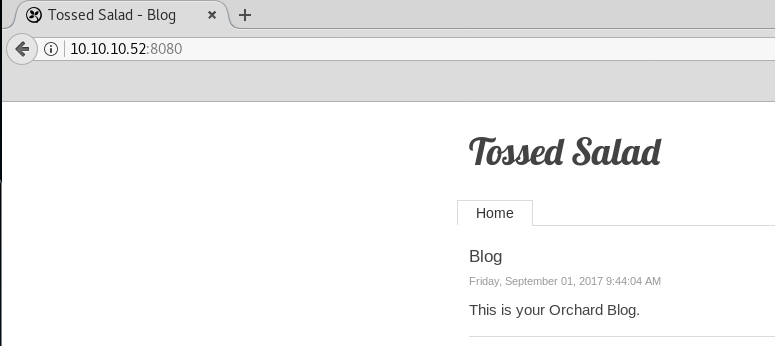 Tossed Salad - Blog
10.10.10.52:8080
Tossed Salad
Home
Blog
Friday, September 01, 2017 9:44:04 AM
This is your Orchard Blog.